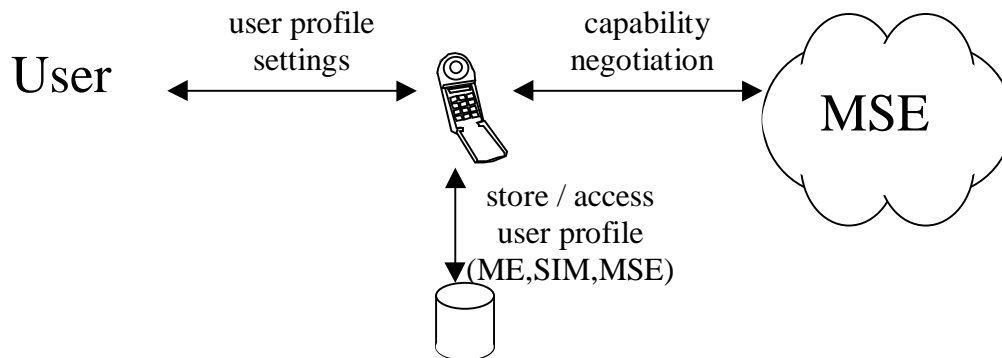 User
user profile
settings
capability
negotiation
MSE
store / access
user profile
(ME,SIM,MSE)